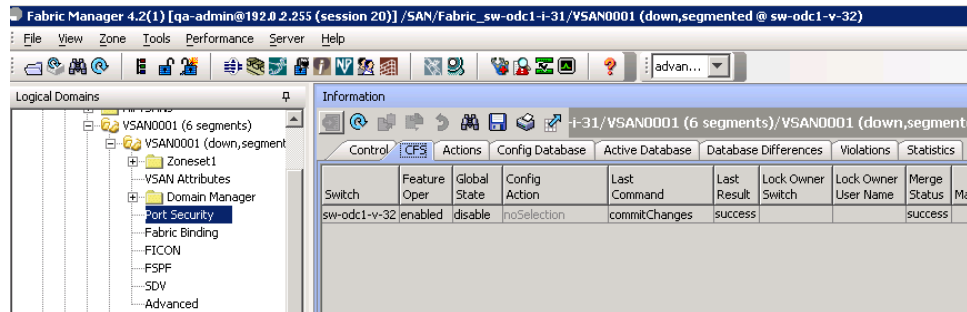 Fabric Manager 4.2(1) [qa-admin@192.0.2.255 (session 20)] /SAN/Fabric_sw-odc1-i-31/VSAN0001 (down,segmented @ sw-odc1-v-32)
File View Zone Tools Performance Server Help
advan...
Logical Domains
Information
VSAN0001 (6 segments)
-i-31/VSAN0001 (6 segments)/VSAN0001 (down,segment
VSAN0001 (down,segment
Control CFS Actions Config Database Active Database Database Differences Violations Statistics
Zoneset1
VSAN Attributes
Domain Manager
Port Security
Fabric Binding
FICON
FSPF
SDV
Advanced
Switch Feature Oper Global State Config Action Last Command Last Result Lock Owner Switch Lock Owner User Name Merge Status Ma
sw-odc1-v-32 enabled disable noSelection commitChanges success success